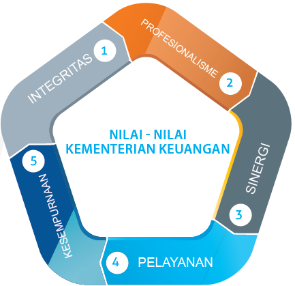 INTEGRITAS
1
PROFESIONALISME
2
SINERGI
3
PELAYANAN
4
KESEMPURNAAN
5
NILAI - NILAI
KEMENTERIAN KEUANGAN